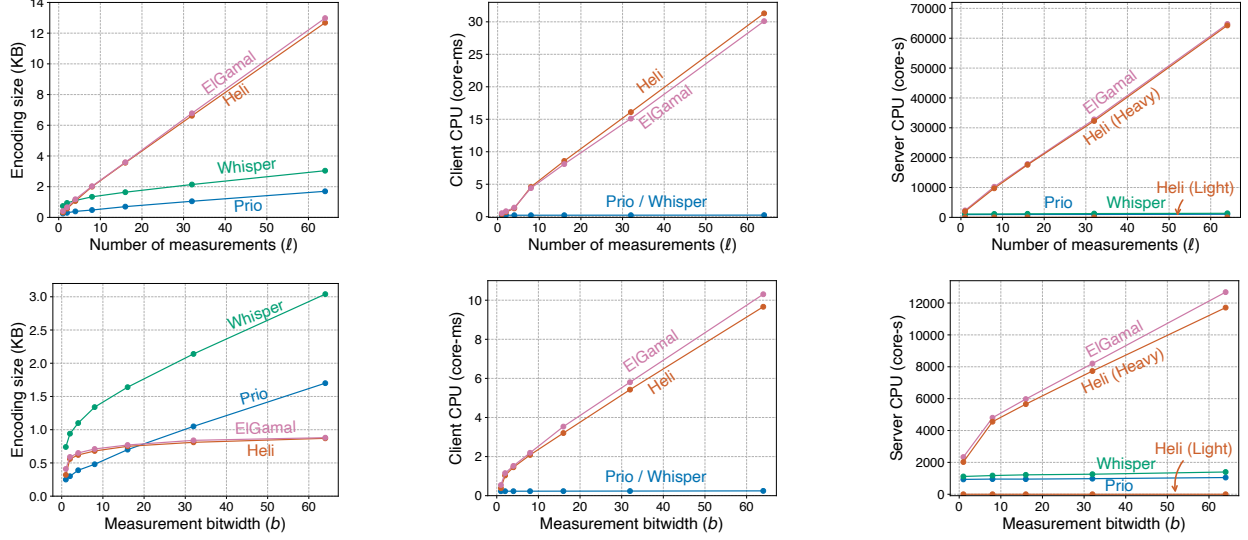 14
12
10
8
6
4
2
0
Encoding size (KB)
ElGamal
Heli
Whisper
Prio
0 10 20 30 40 50 60
Number of measurements (ℓ)
30
25
20
15
10
5
0
Client CPU (core-ms)
Heli
ElGamal
Prio / Whisper
0 10 20 30 40 50 60
Number of measurements (ℓ)
70000
60000
50000
40000
30000
20000
10000
0
Server CPU (core-s)
ElGamal
Heli (Heavy)
Heli (Light)
Prio
Whisper
0 10 20 30 40 50 60
Number of measurements (ℓ)
3.0
2.5
2.0
1.5
1.0
0.5
0.0
Encoding size (KB)
Whisper
Prio
ElGamal
Heli
0 10 20 30 40 50 60
Measurement bitwidth (b)
10
8
6
4
2
0
Client CPU (core-ms)
ElGamal
Heli
Prio / Whisper
0 10 20 30 40 50 60
Measurement bitwidth (b)
12000
10000
8000
6000
4000
2000
0
Server CPU (core-s)
ElGamal
Heli (Heavy)
Heli (Light)
Whisper
Prio
0 10 20 30 40 50 60
Measurement bitwidth (b)